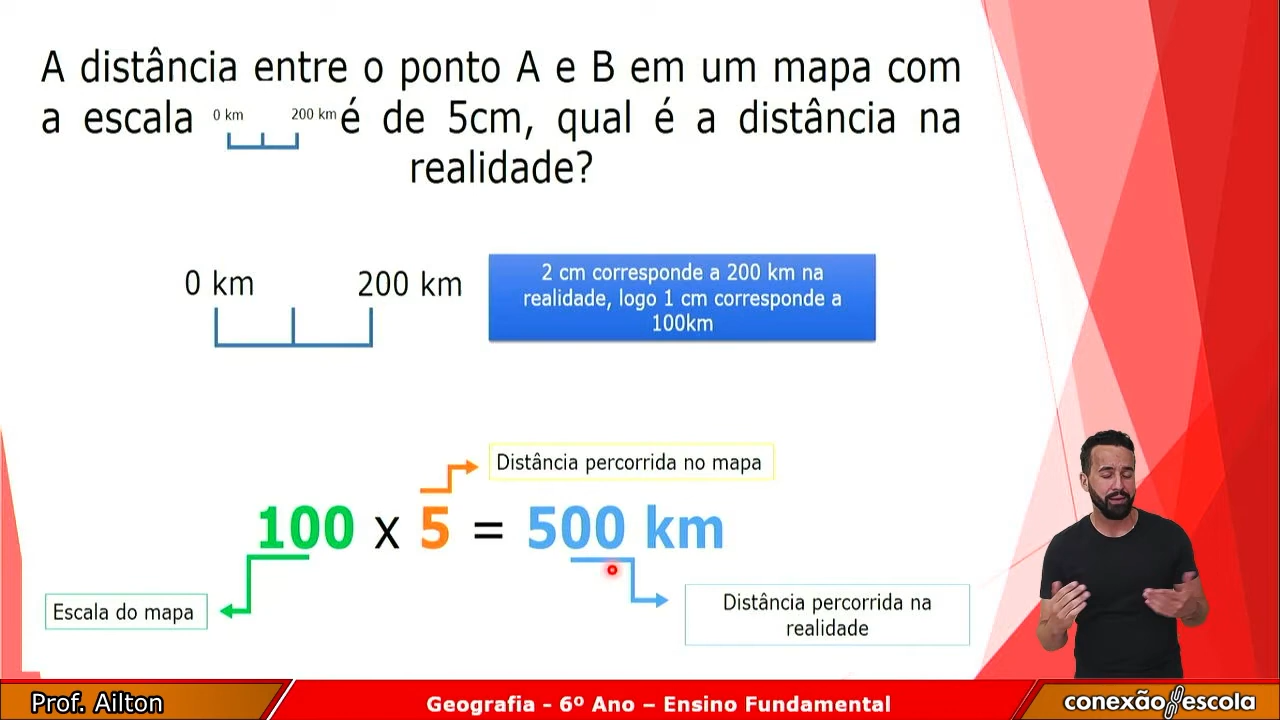 A distância entre o ponto A e B em um mapa com
a escala 0 km 200 km é de 5cm, qual é a distância na
realidade?
0 km 200 km
2 cm corresponde a 200 km na
realidade, logo 1 cm corresponde a
100km
Distância percorrida no mapa
100 x 5 = 500 km
Escala do mapa
Distância percorrida na
realidade
Prof. Ailton
Geografia - 6º Ano – Ensino Fundamental
conexão escola